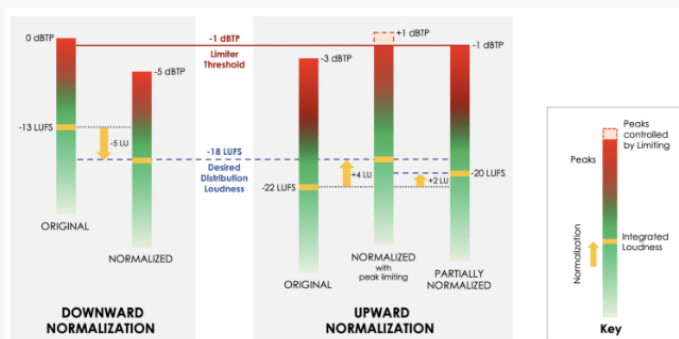 0 dBTP
-1 dBTP
Limiter
Threshold
-5 dBTP
-13 LUFS
-5 LU
-18 LUFS
Desired
Distribution
Loudness
ORIGINAL
NORMALIZED
DOWNWARD
NORMALIZATION
+1 dBTP
-3 dBTP
-1 dBTP
+4 LU
+2 LU
-20 LUFS
-22 LUFS
ORIGINAL
NORMALIZED
with
peak limiting
PARTIALLY
NORMALIZED
UPWARD
NORMALIZATION
Peaks
controlled
by Limiting
Peaks
Integrated
Loudness
Normalization
Key